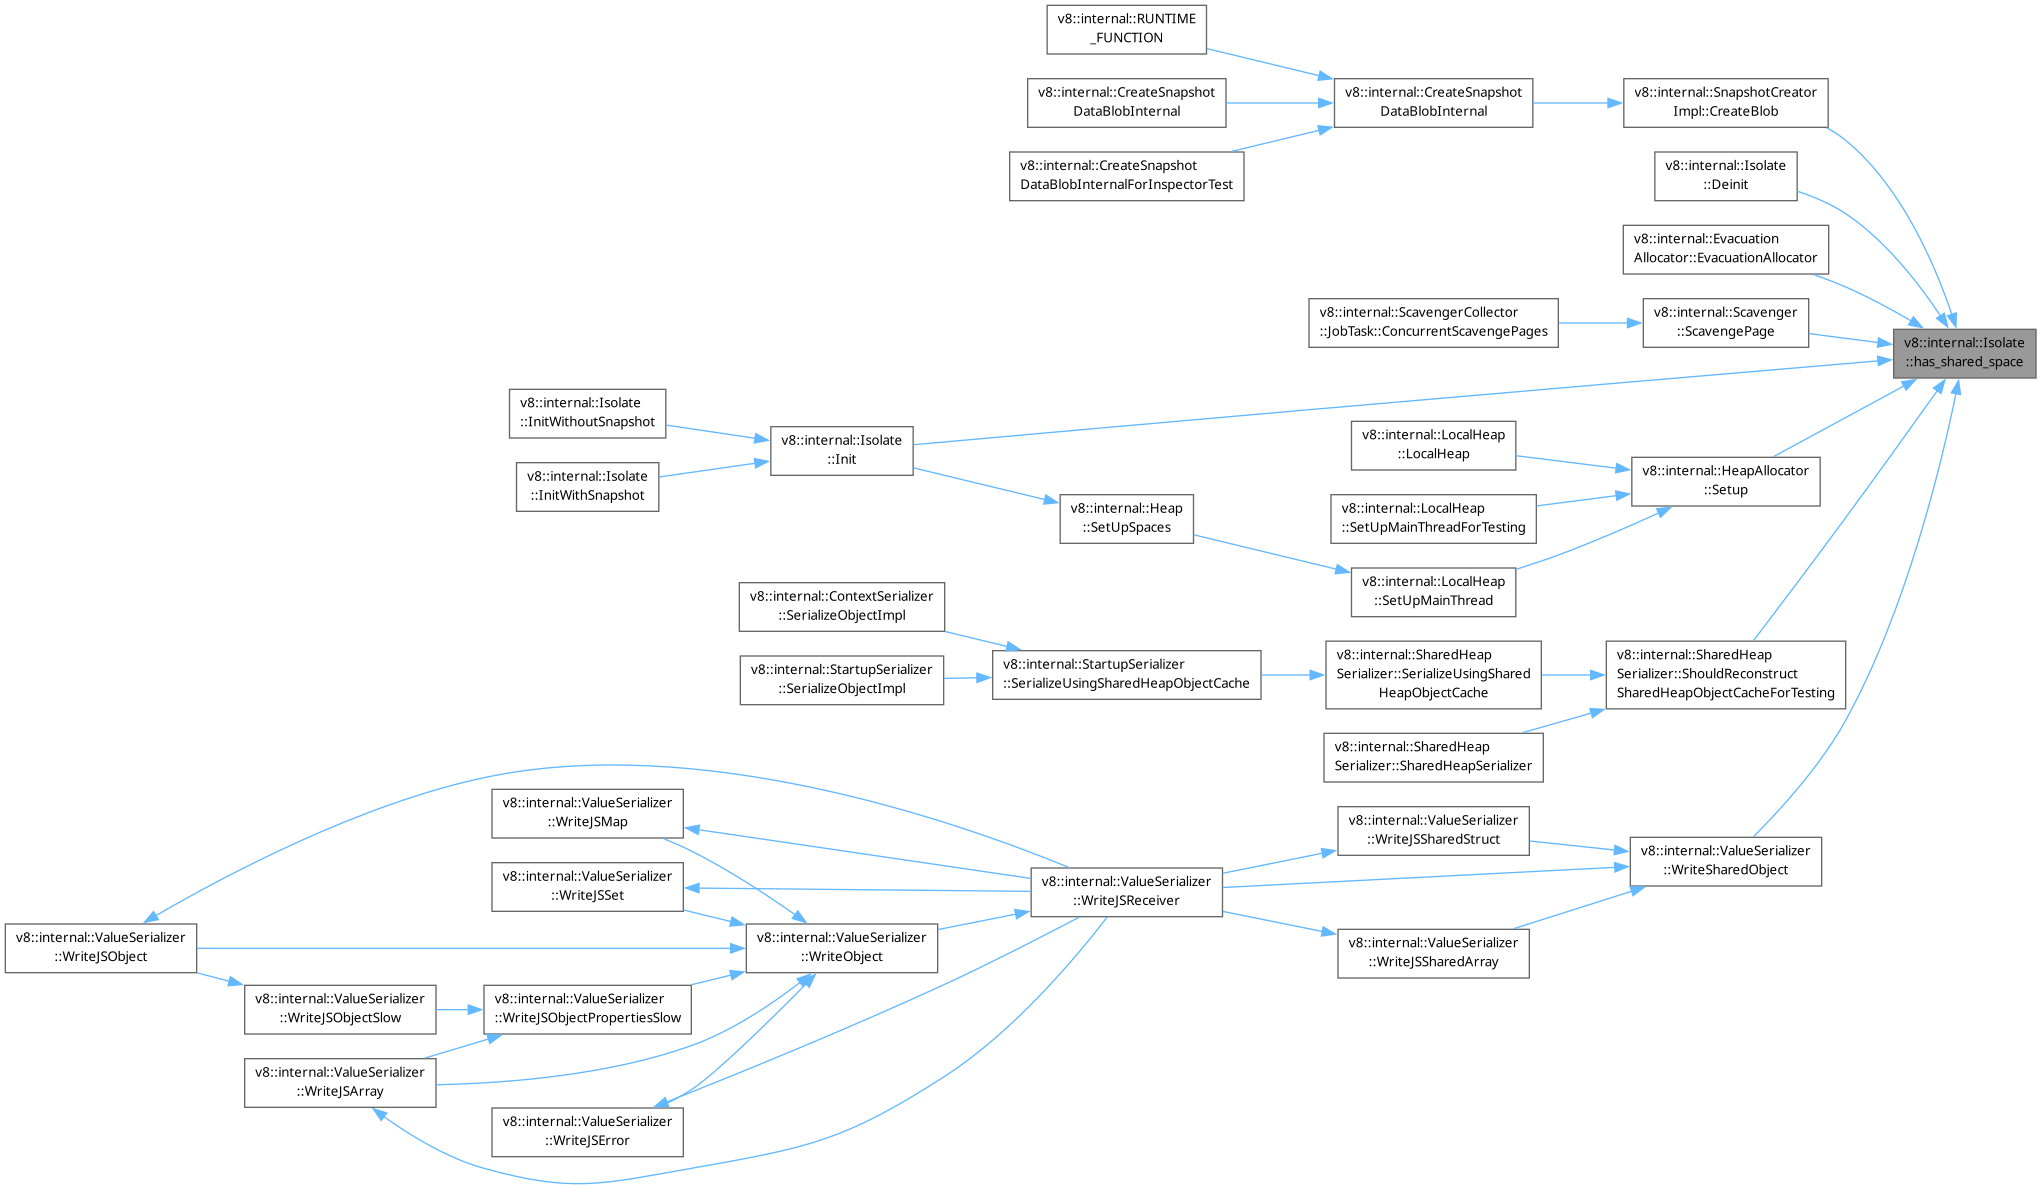 v8::internal::RUNTIME
_FUNCTION
v8::internal::CreateSnapshot
DataBlobInternal
v8::internal::CreateSnapshot
DataBlobInternal
v8::internal::SnapshotCreator
Impl::CreateBlob
v8::internal::CreateSnapshot
DataBlobInternalForInspectorTest
v8::internal::Isolate
::Deinit
v8::internal::Evacuation
Allocator::EvacuationAllocator
v8::internal::ScavengerCollector
::JobTask::ConcurrentScavengePages
v8::internal::Scavenger
::ScavengePage
v8::internal::Isolate
::has_shared_space
v8::internal::Isolate
::InitWithoutSnapshot
v8::internal::Isolate
::Init
v8::internal::LocalHeap
::LocalHeap
v8::internal::HeapAllocator
::Setup
v8::internal::Isolate
::InitWithSnapshot
v8::internal::Heap
::SetUpSpaces
v8::internal::LocalHeap
::SetUpMainThreadForTesting
v8::internal::LocalHeap
::SetUpMainThread
v8::internal::ContextSerializer
::SerializeObjectImpl
v8::internal::StartupSerializer
::SerializeObjectImpl
v8::internal::StartupSerializer
::SerializeUsingSharedHeapObjectCache
v8::internal::SharedHeap
Serializer::SerializeUsingShared
HeapObjectCache
v8::internal::SharedHeap
Serializer::ShouldReconstruct
SharedHeapObjectCacheForTesting
v8::internal::SharedHeap
Serializer::SharedHeapSerializer
v8::internal::ValueSerializer
::WriteJSMap
v8::internal::ValueSerializer
::WriteJSSharedStruct
v8::internal::ValueSerializer
::WriteSharedObject
v8::internal::ValueSerializer
::WriteJSSet
v8::internal::ValueSerializer
::WriteJSReceiver
v8::internal::ValueSerializer
::WriteJSObject
v8::internal::ValueSerializer
::WriteObject
v8::internal::ValueSerializer
::WriteJSSharedArray
v8::internal::ValueSerializer
::WriteJSObjectSlow
v8::internal::ValueSerializer
::WriteJSObjectPropertiesSlow
v8::internal::ValueSerializer
::WriteJSArray
v8::internal::ValueSerializer
::WriteJSError